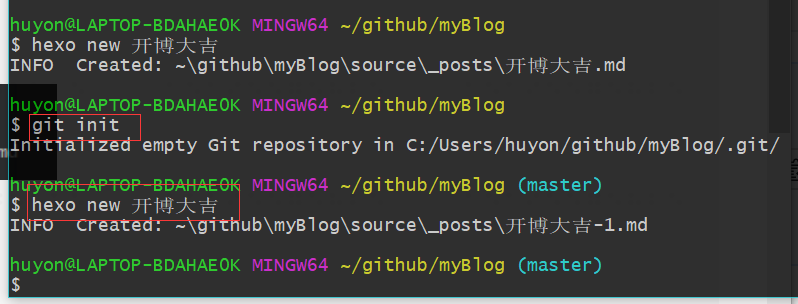 huyon@LAPTOP-BDAHAE0K MINGW64 ~/github/myBlog
$ hexo new 开博大吉
INFO  Created: ~\github\myBlog\source\_posts\开博大吉.md
huyon@LAPTOP-BDAHAE0K MINGW64 ~/github/myBlog
$ git init
Initialized empty Git repository in C:/Users/huyon/github/myBlog/.git/
huyon@LAPTOP-BDAHAE0K MINGW64 ~/github/myBlog (master)
$ hexo new 开博大吉
INFO  Created: ~\github\myBlog\source\_posts\开博大吉-1.md
huyon@LAPTOP-BDAHAE0K MINGW64 ~/github/myBlog (master)
$